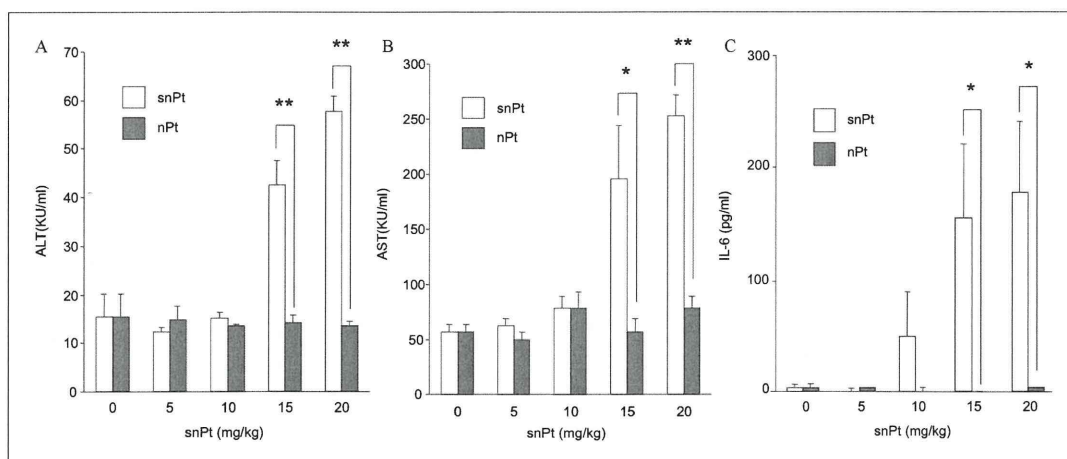 A
70
60
50
40
30
20
10
0
ALT(KU/ml)
snPt
nPt
**
**
0 5 10 15 20
snPt (mg/kg)
B
300
250
200
150
100
50
0
AST(KU/ml)
snPt
nPt
*
**
0 5 10 15 20
snPt (mg/kg)
C
300
200
100
0
IL-6 (pg/ml)
snPt
nPt
*
*
0 5 10 15 20
snPt (mg/kg)